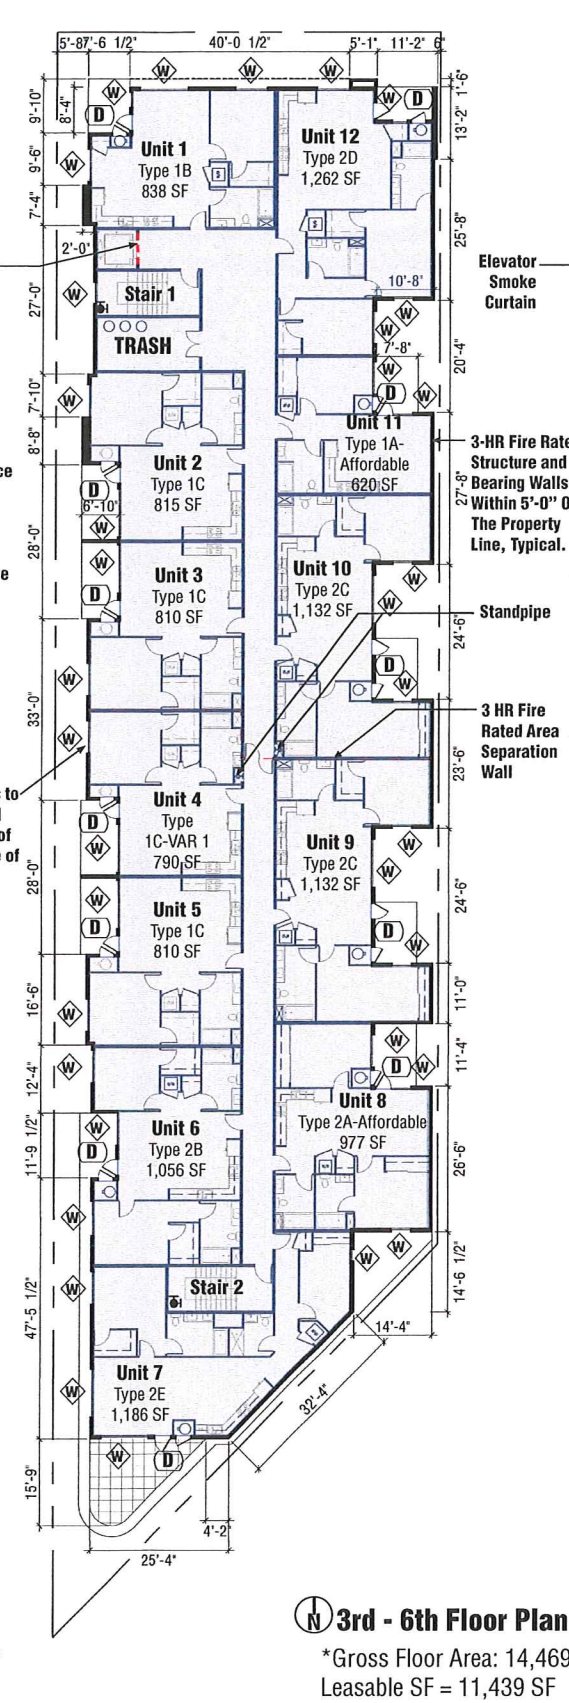 5'-8"
7'-6 1/2"
40'-0 1/2"
5'-1"
11'-2"
6"
W
W
W
W
W
D
D
9'-10"
8'-4"
1'-6"
13'-2"
Unit 1
Type 1B
838 SF
Unit 12
Type 2D
1,262 SF
W
9'-6"
7'-4"
25'-8"
2'-0"
Elevator
Smoke
Curtain
10'-8"
27'-0"
W
Stair 1
W
W
TRASH
7'-8"
20'-4"
W
W
W
D
7'-10"
8'-8"
Unit 11
Type 1A-
Affordable
620 SF
3-HR Fire Rate
Structure and
Bearing Walls
Within 5'-0" O
The Property
Line, Typical.
27'-8"
Unit 2
Type 1C
815 SF
D
6'-10"
W
28'-0"
W
D
Unit 3
Type 1C
810 SF
Unit 10
Type 2C
1,132 SF
W
W
Standpipe
24'-6"
D
W
W
33'-0"
W
3 HR Fire
Rated Area
Separation
Wall
23'-6"
to
of
e of
D
W
Unit 4
Type
1C-VAR 1
790 SF
Unit 9
Type 2C
1,132 SF
W
W
28'-0"
24'-6"
W
D
Unit 5
Type 1C
810 SF
D
W
16'-6"
W
11'-0"
W
D
W
11'-4"
12'-4"
W
Unit 8
Type 2A-Affordable
977 SF
W
D
Unit 6
Type 2B
1,056 SF
11'-9 1/2"
26'-6"
W
W
W
14'-6 1/2"
Stair 2
W
47'-5 1/2"
14'-4"
Unit 7
Type 2E
1,186 SF
W
32'-4"
W
D
15'-9"
4'-2"
25'-4"
N
3rd - 6th Floor Plan
*Gross Floor Area: 14,469
Leasable SF = 11,439 SF